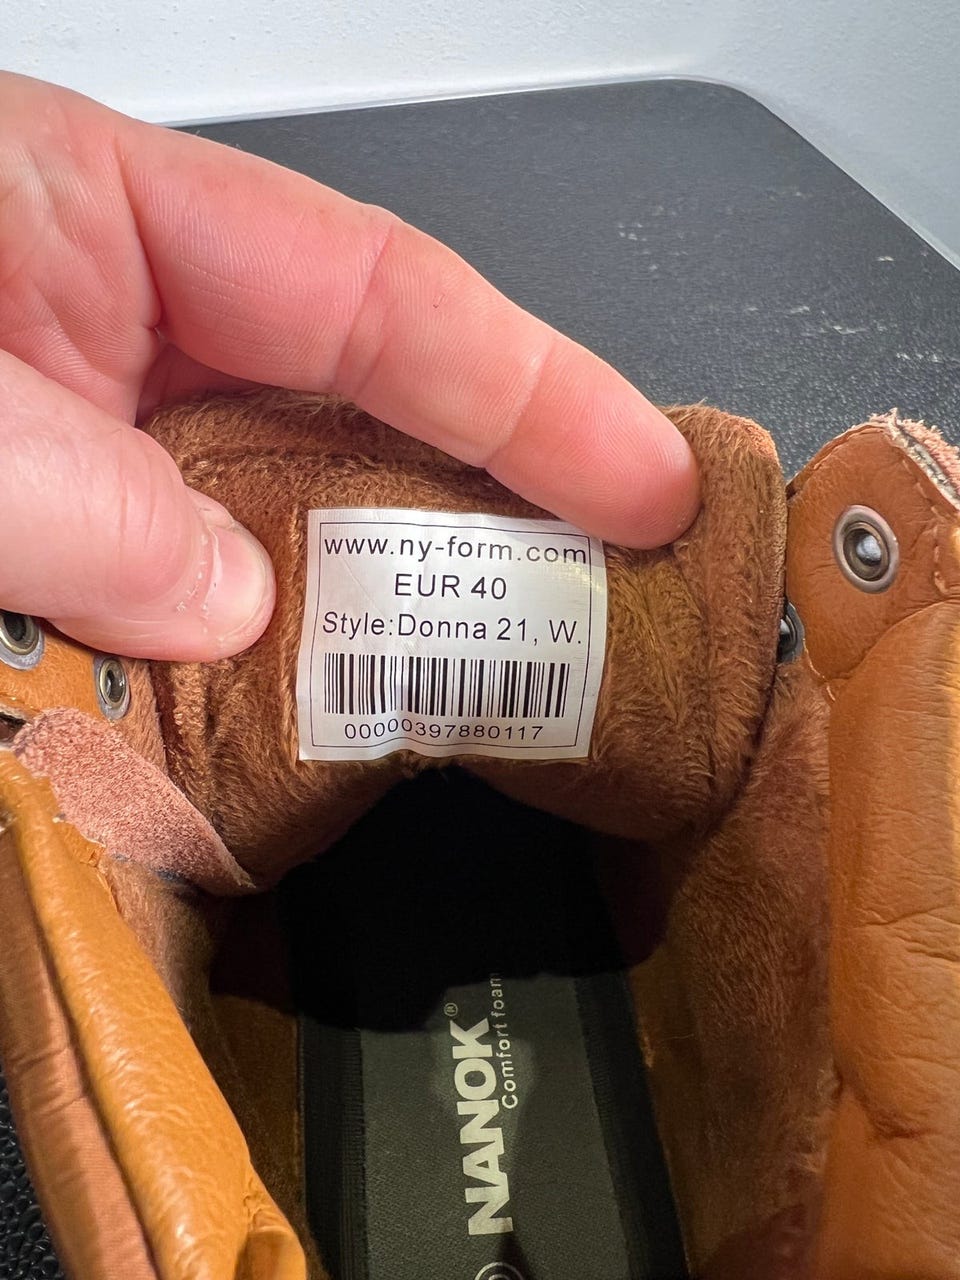 www.ny-form.com
EUR 40
Style:Donna 21, W.
00000397880117
NANOK®
Comfort foam